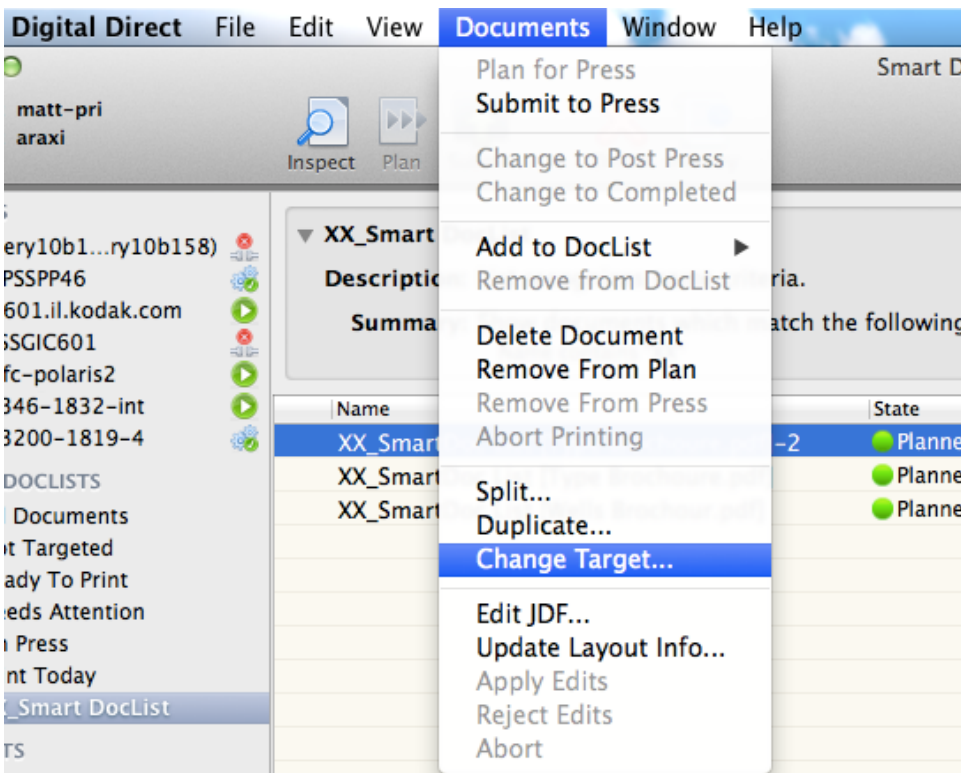 Digital Direct File Edit View Documents Window Help
Smart D
matt-pri
araxi
Inspect Plan
ery10b1...ry10b158)
PSSPP46
601.il.kodak.com
SSGIC601
fc-polaris2
346-1832-int
3200-1819-4
DOCLISTS
Documents
ot Targeted
ady To Print
eeds Attention
Press
nt Today
_Smart DocList
TS
Plan for Press
Submit to Press
Change to Post Press
Change to Completed
Add to DocList
Remove from DocList
Delete Document
Remove From Plan
Remove From Press
Abort Printing
Split...
Duplicate...
Change Target...
Edit JDF...
Update Layout Info...
Apply Edits
Reject Edits
Abort
XX_Smart
Descriptio
ria.
Summa
atch the following
Name State
XX_Smart -2 Planne
XX_Smart Planne
XX_Smart Planne